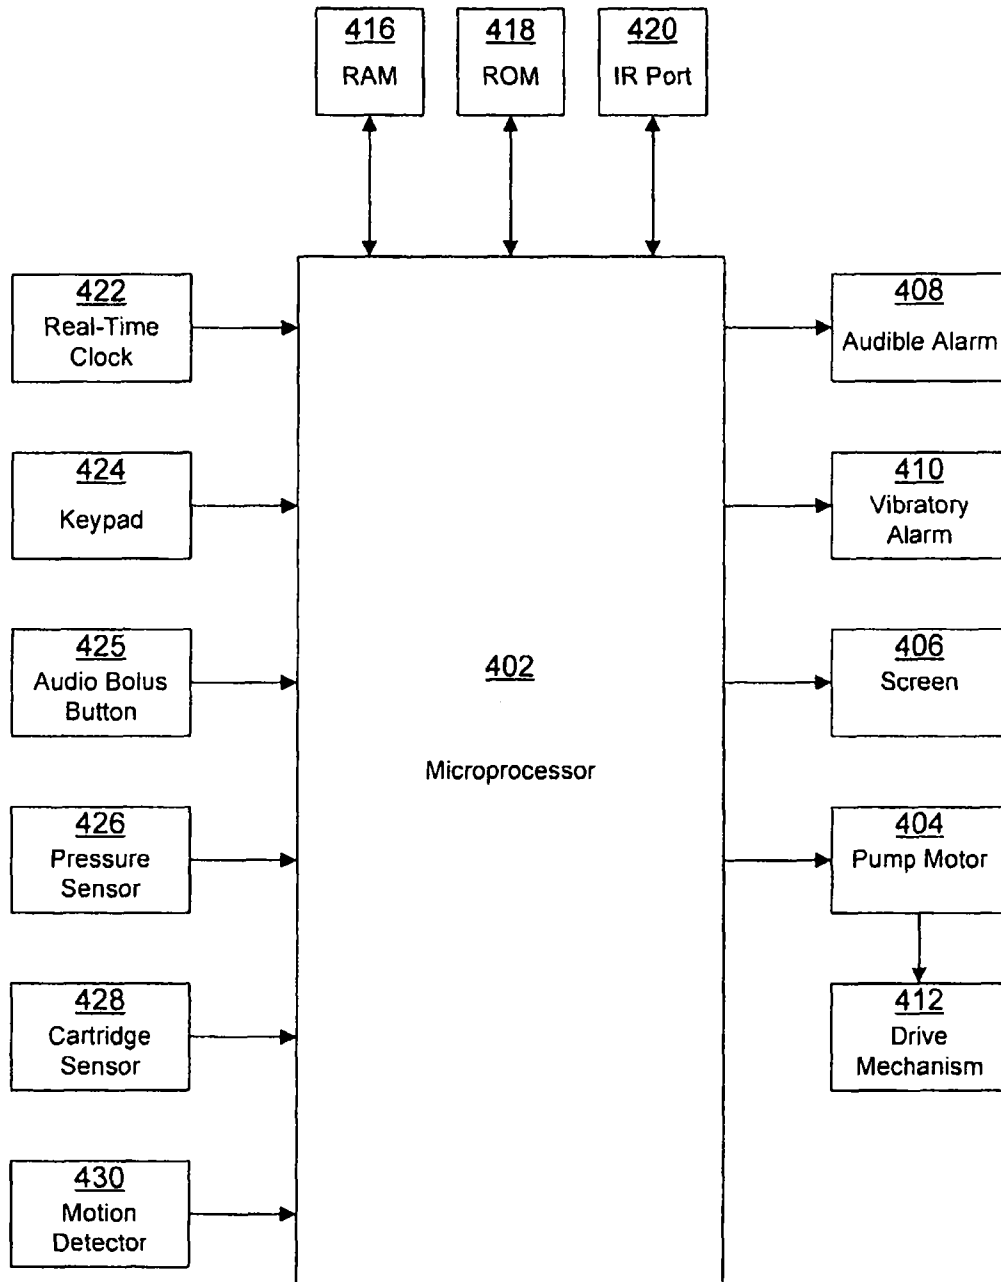 416
RAM
418
ROM
420
IR Port
422
Real-Time
Clock
424
Keypad
425
Audio Bolus
Button
426
Pressure
Sensor
428
Cartridge
Sensor
430
Motion
Detector
402
Microprocessor
408
Audible Alarm
410
Vibratory
Alarm
406
Screen
404
Pump Motor
412
Drive
Mechanism